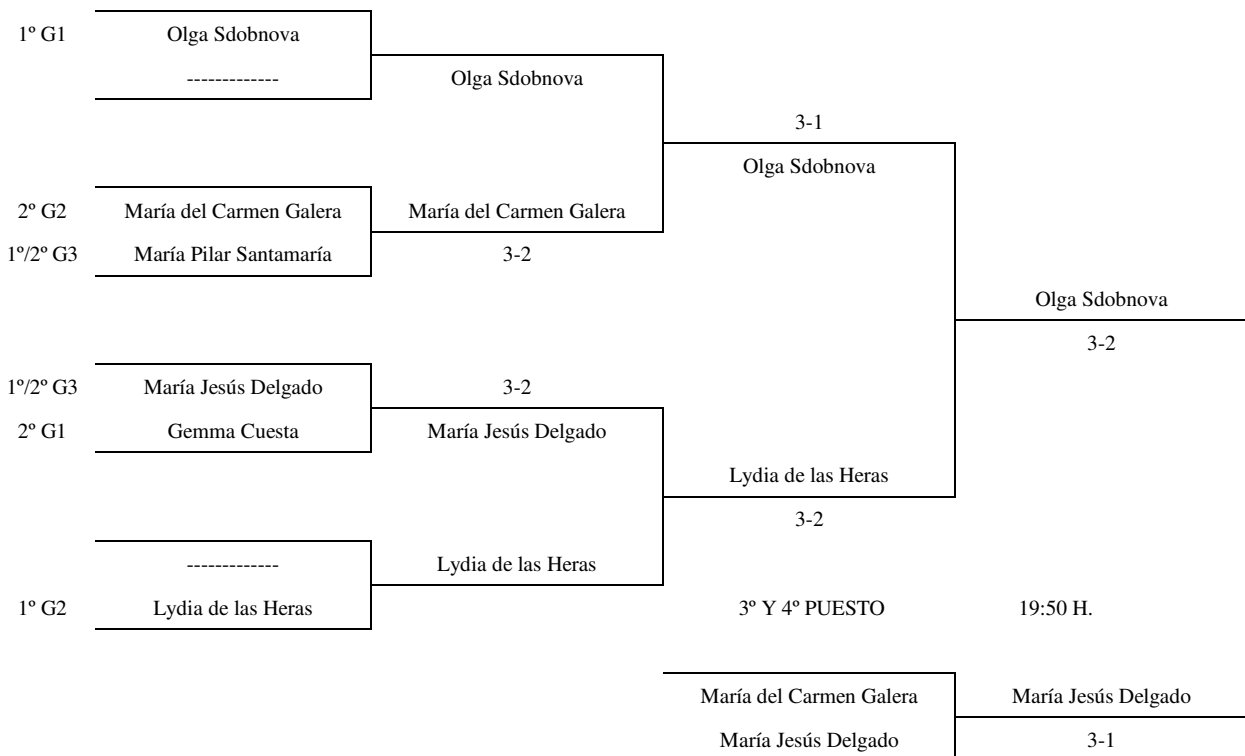 1º G1 Olga Sdobnova
------------- Olga Sdobnova
3-1
Olga Sdobnova
2º G2 María del Carmen Galera María del Carmen Galera
1º/2º G3 María Pilar Santamaría 3-2
Olga Sdobnova
3-2
1º/2º G3 María Jesús Delgado 3-2
2º G1 Gemma Cuesta María Jesús Delgado
Lydia de las Heras
3-2
------------- Lydia de las Heras
1º G2 Lydia de las Heras 3º Y 4º PUESTO 19:50 H.
María del Carmen Galera María Jesús Delgado
María Jesús Delgado 3-1